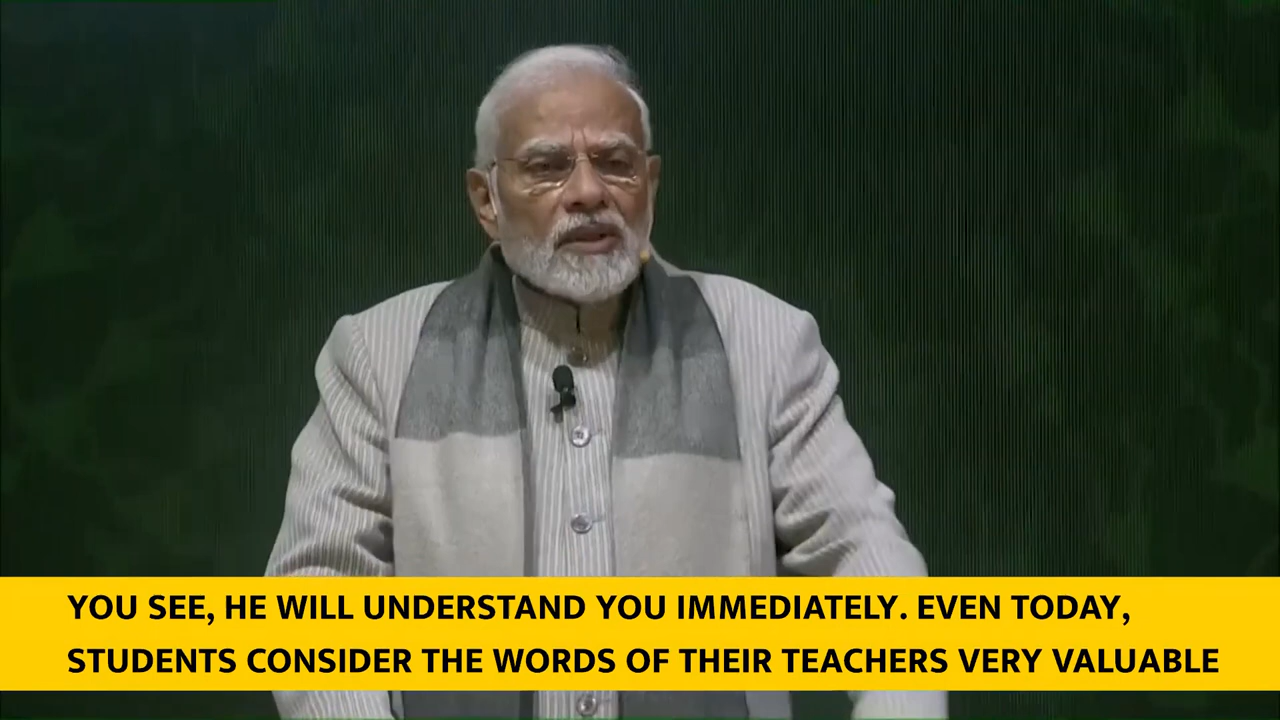 YOU SEE, HE WILL UNDERSTAND YOU IMMEDIATELY. EVEN TODAY,
STUDENTS CONSIDER THE WORDS OF THEIR TEACHERS VERY VALUABLE